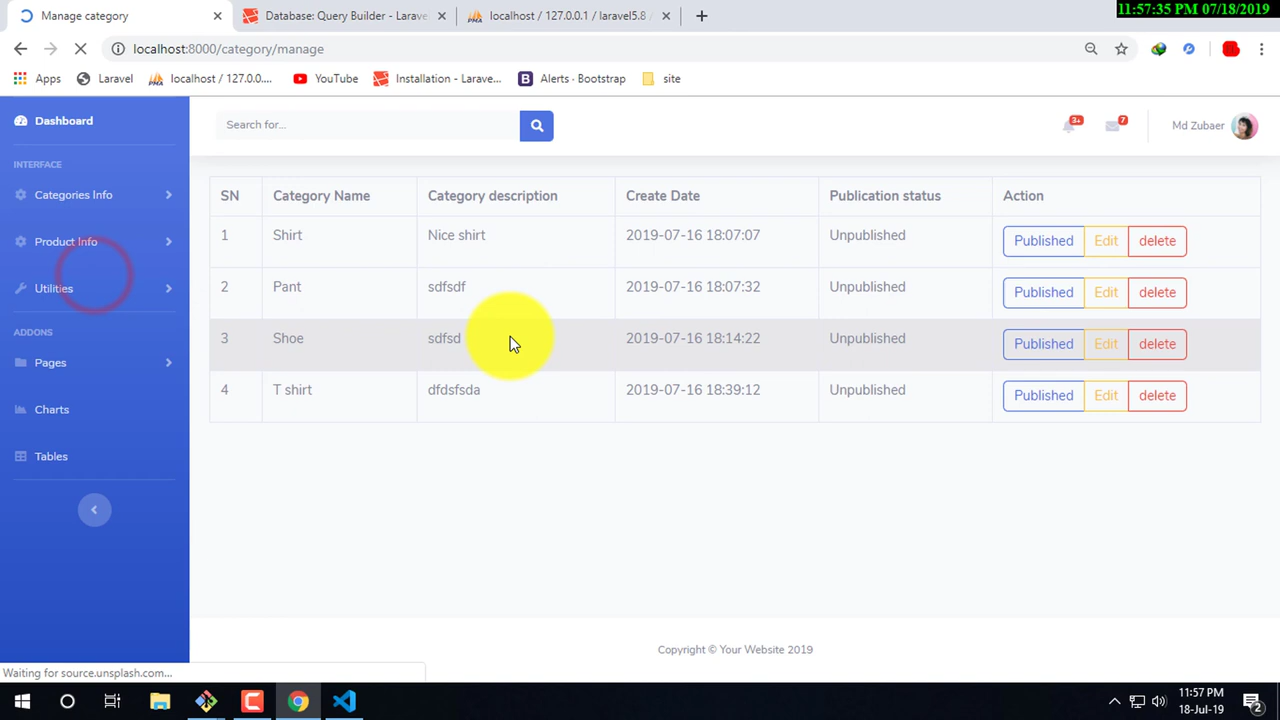 11:57:35 PM 07/18/2019
Manage category
Database: Query Builder - Larave
localhost / 127.0.0.1 / laravel5.8 /
localhost:8000/category/manage
Apps
Laravel
localhost / 127.0.0....
YouTube
Installation - Larave...
Alerts · Bootstrap
site
Dashboard
Search for...
3+
7
Md Zubaer
INTERFACE
Categories Info
Product Info
Utilities
ADDONS
Pages
Charts
Tables
SN Category Name Category description Create Date Publication status Action
1 Shirt Nice shirt 2019-07-16 18:07:07 Unpublished Published Edit delete
2 Pant sdfsdf 2019-07-16 18:07:32 Unpublished Published Edit delete
3 Shoe sdfsd 2019-07-16 18:14:22 Unpublished Published Edit delete
4 T shirt dfdsfsda 2019-07-16 18:39:12 Unpublished Published Edit delete
Copyright © Your Website 2019
Waiting for source.unsplash.com...
11:57 PM
18-Jul-19
2